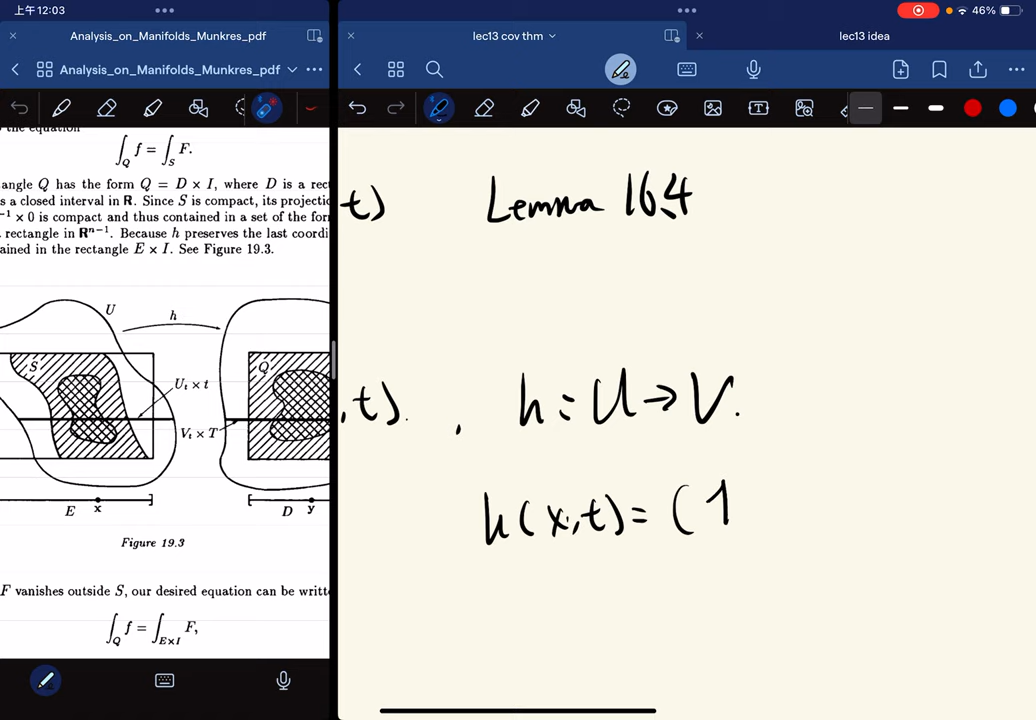 上午12:03
46%
Analysis_on_Manifolds_Munkres_pdf
lec13 cov thm
lec13 idea
Analysis_on_Manifolds_Munkres_pdf
the equation
∫_Q f = ∫_S F.
angle Q has the form Q = D × I, where D is a rec
s a closed interval in R. Since S is compact, its projectio
⁻¹ × 0 is compact and thus contained in a set of the for
rectangle in Rⁿ⁻¹. Because h preserves the last coordi
ained in the rectangle E × I. See Figure 19.3.
U
h
S
Q
U_t × t
V_t × T
E
x
D
y
Figure 19.3
F vanishes outside S, our desired equation can be writt
∫_Q f = ∫_{E×I} F,
t)
Lemma 16.4
,t).
, h: U → V.
h(x,t) = (